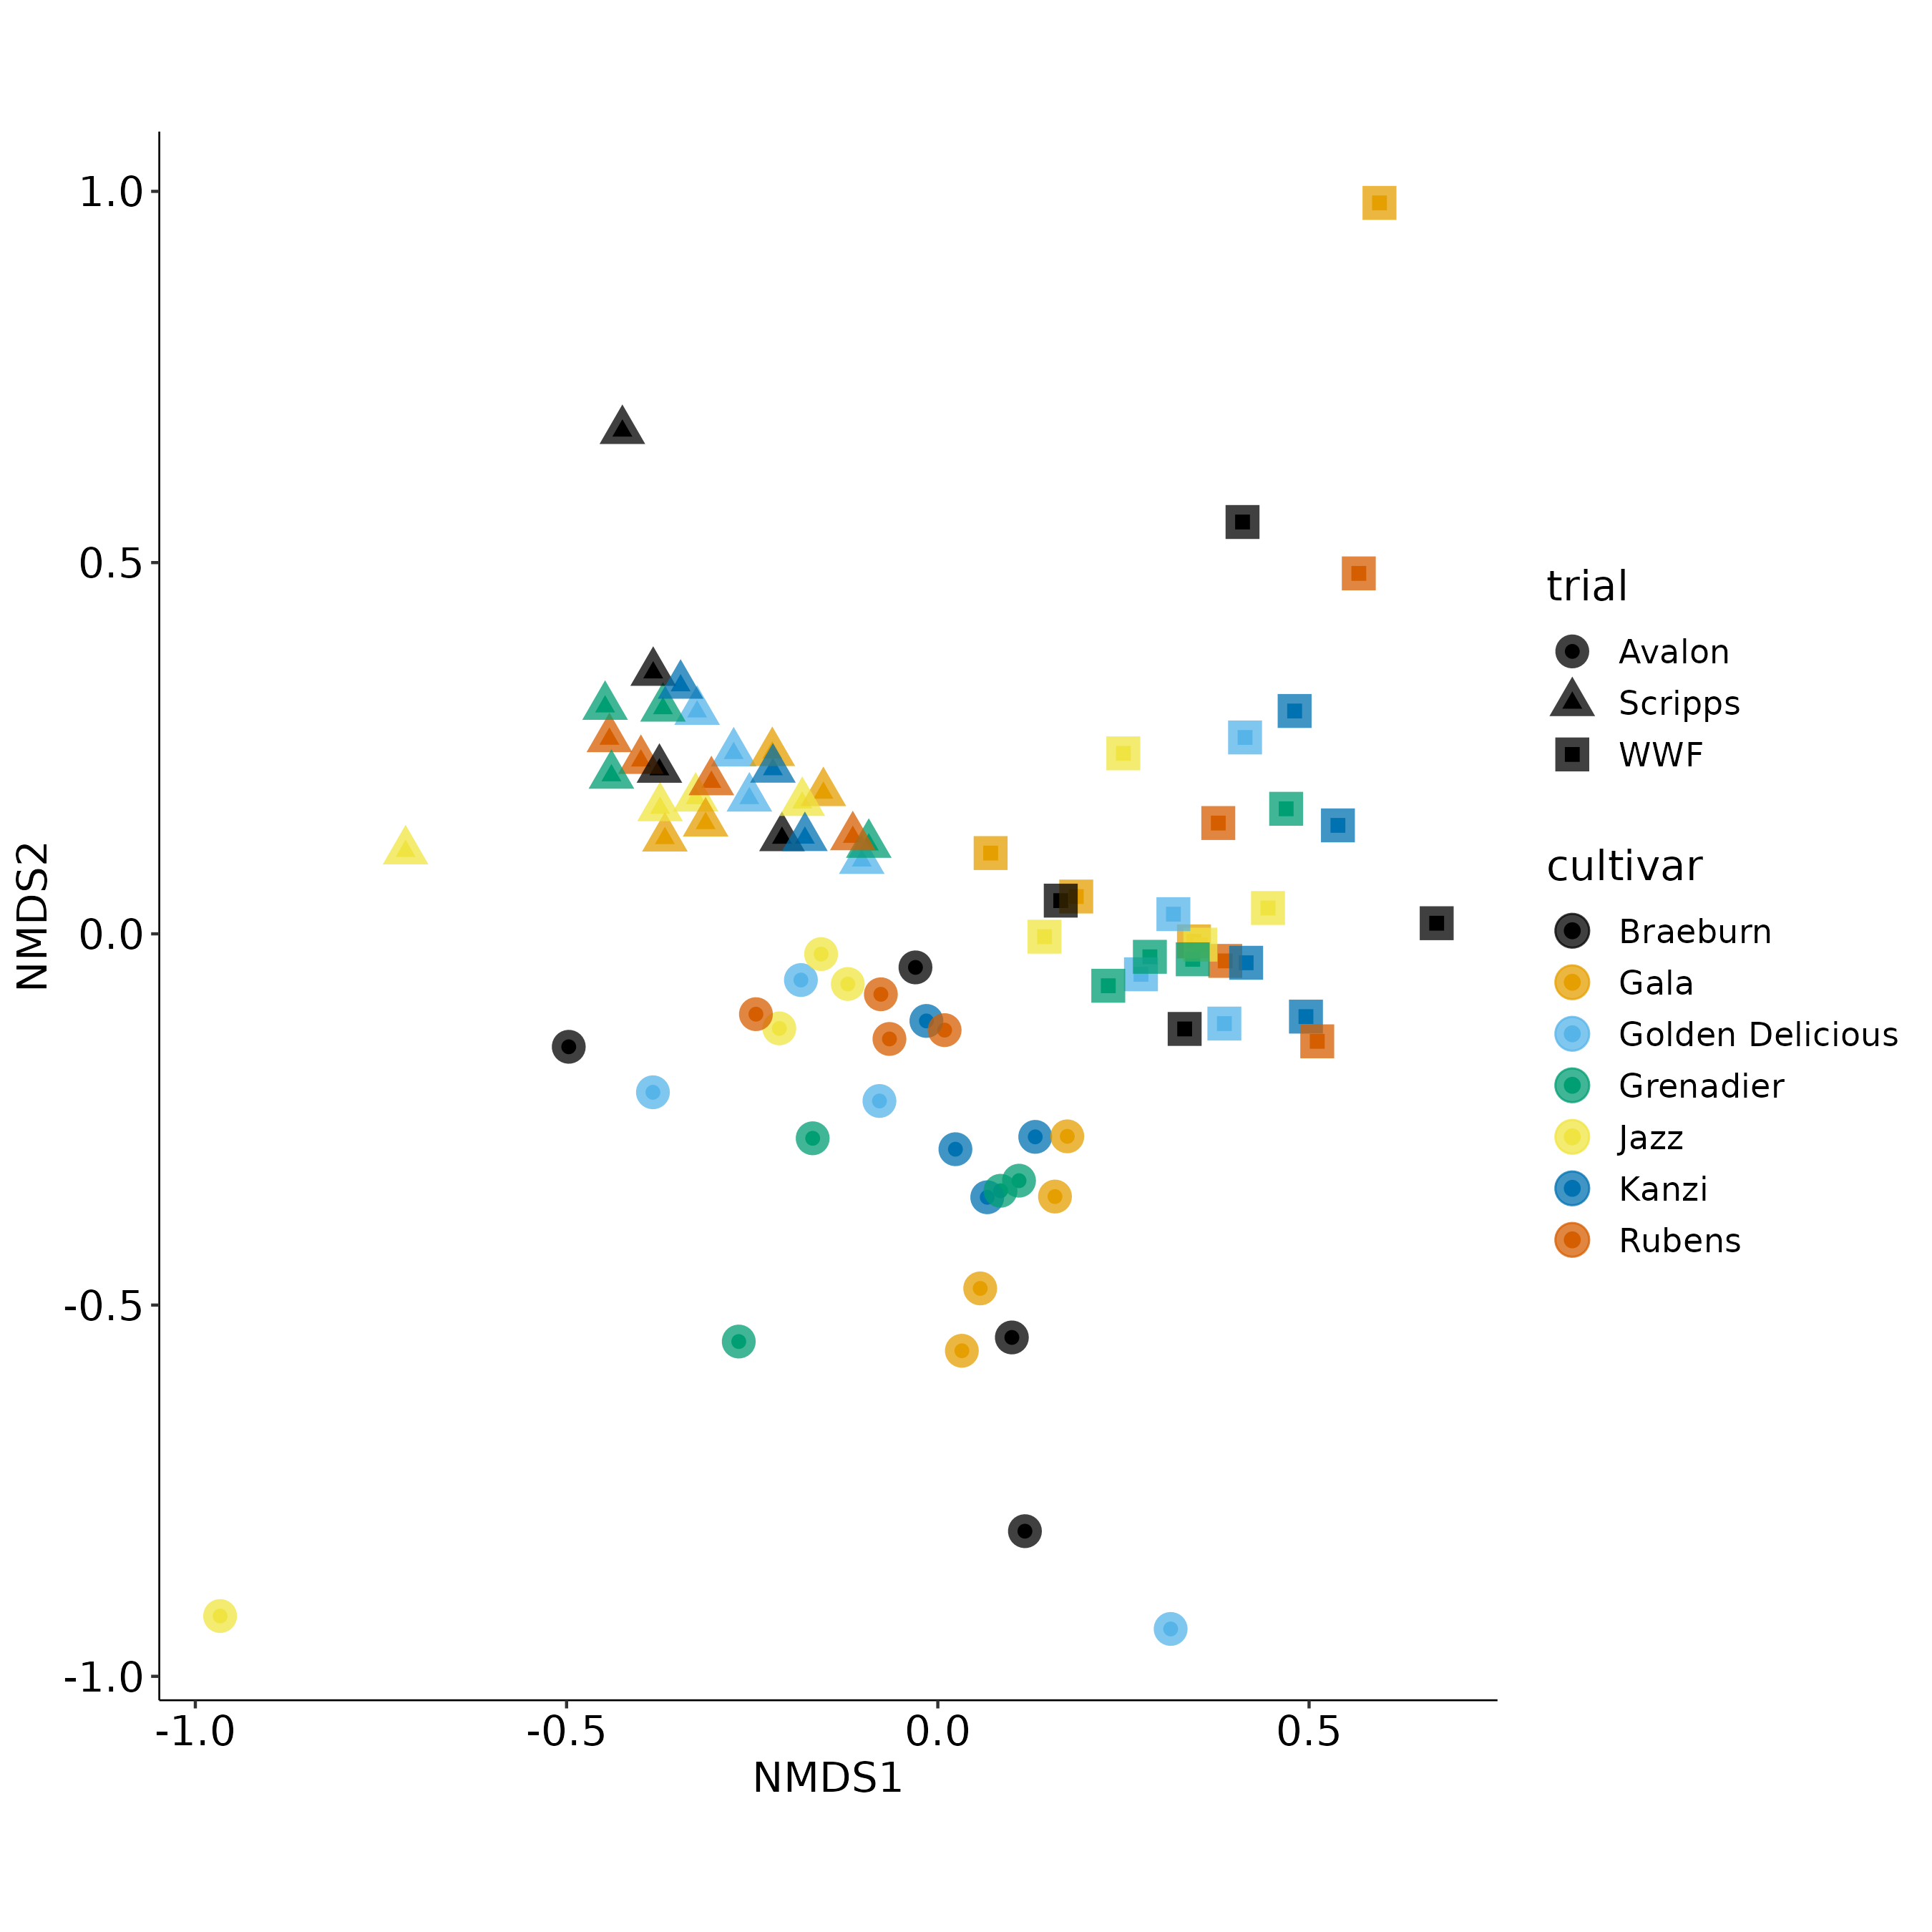 1.0
0.5
0.0
-0.5
-1.0
NMDS2
-1.0
-0.5
0.0
0.5
NMDS1
trial
Avalon
Scripps
WWF
cultivar
Braeburn
Gala
Golden Delicious
Grenadier
Jazz
Kanzi
Rubens